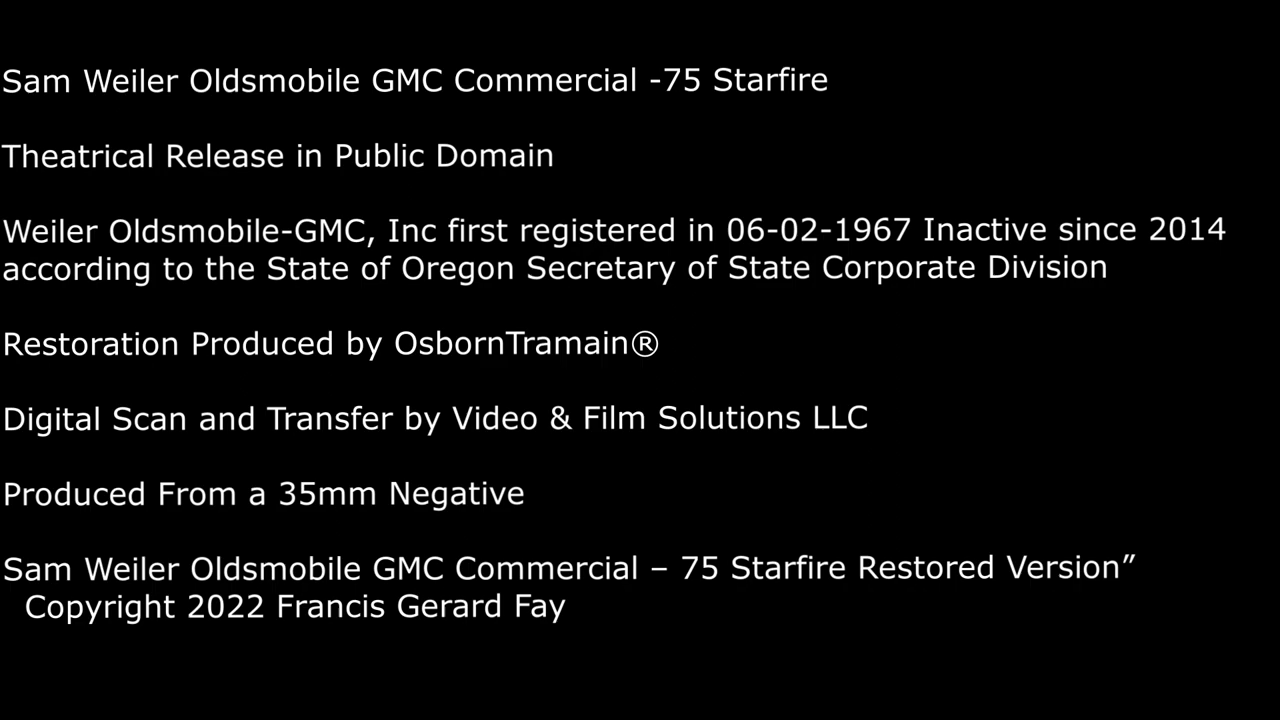 Sam Weiler Oldsmobile GMC Commercial -75 Starfire
Theatrical Release in Public Domain
Weiler Oldsmobile-GMC, Inc first registered in 06-02-1967 Inactive since 2014
according to the State of Oregon Secretary of State Corporate Division
Restoration Produced by OsbornTramain®
Digital Scan and Transfer by Video & Film Solutions LLC
Produced From a 35mm Negative
Sam Weiler Oldsmobile GMC Commercial – 75 Starfire Restored Version”
Copyright 2022 Francis Gerard Fay